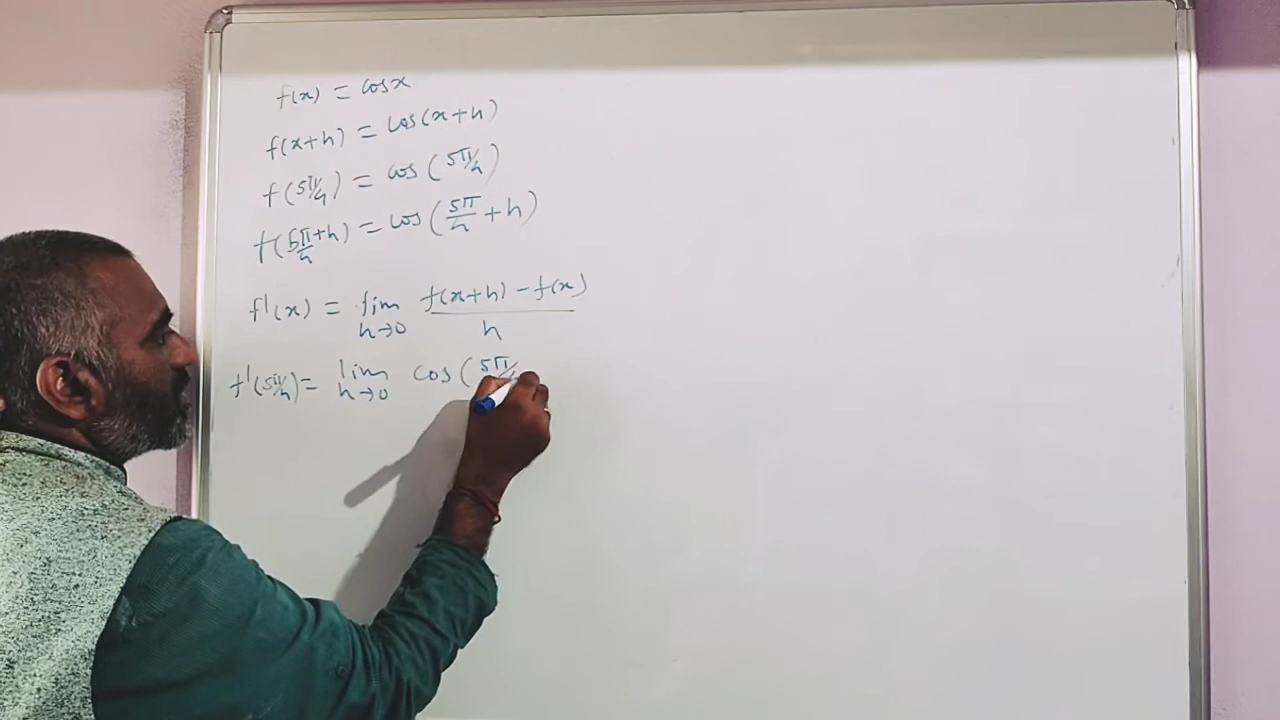 f(x) = cosx
f(x+h) = cos(x+h)
f(5π/4) = cos(5π/4)
f(5π/4+h) = cos(5π/4+h)
f'(x) = lim h→0 f(x+h) - f(x) / h
f'(5π/4) = lim h→0 cos(5π/